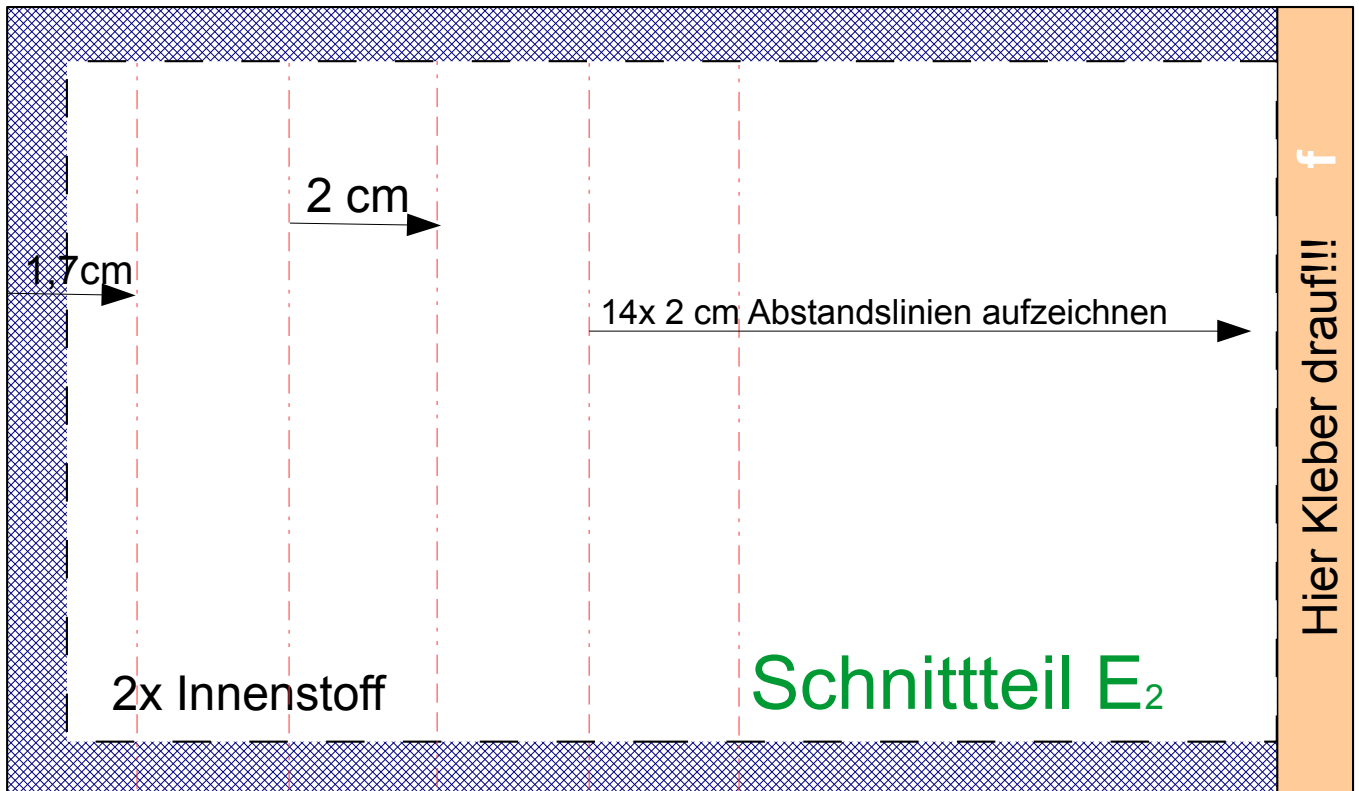 2 cm
1,7cm
14x 2 cm Abstandslinien aufzeichnen
2x Innenstoff
Schnittteil E2
Hier Kleber drauf!!!
f